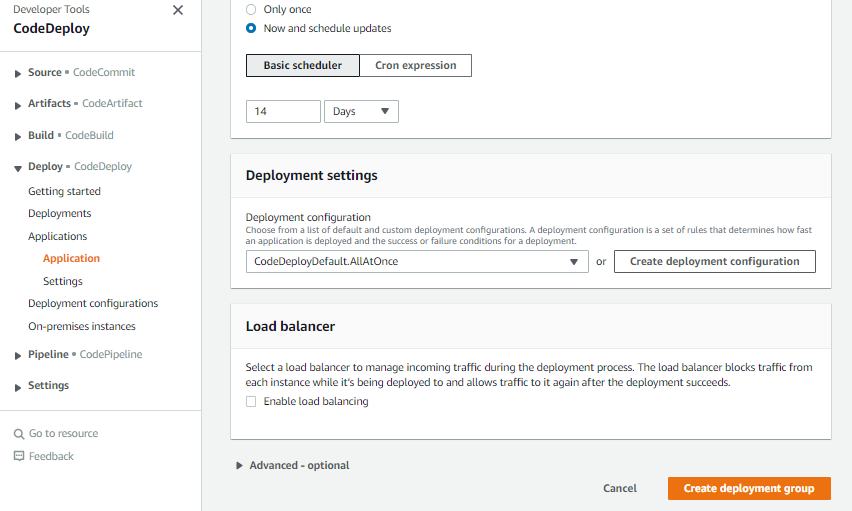 Developer Tools
CodeDeploy
Source • CodeCommit
Artifacts • CodeArtifact
Build • CodeBuild
Deploy • CodeDeploy
Getting started
Deployments
Applications
Application
Settings
Deployment configurations
On-premises instances
Pipeline • CodePipeline
Settings
Go to resource
Feedback
Only once
Now and schedule updates
Basic scheduler Cron expression
14 Days
Deployment settings
Deployment configuration
Choose from a list of default and custom deployment configurations. A deployment configuration is a set of rules that determines how fast
an application is deployed and the success or failure conditions for a deployment.
CodeDeployDefault.AllAtOnce or Create deployment configuration
Load balancer
Select a load balancer to manage incoming traffic during the deployment process. The load balancer blocks traffic from
each instance while it's being deployed to and allows traffic to it again after the deployment succeeds.
Enable load balancing
Advanced - optional
Cancel Create deployment group